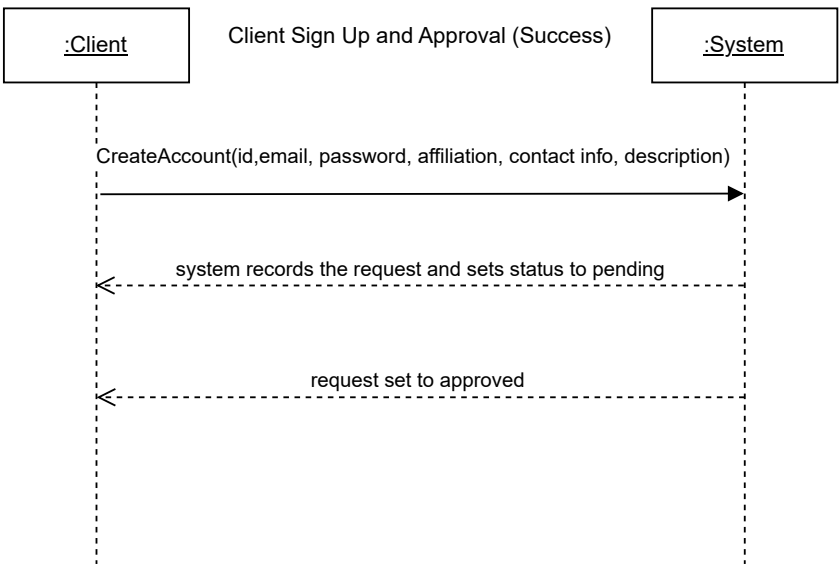 :Client
Client Sign Up and Approval (Success)
:System
CreateAccount(id,email, password, affiliation, contact info, description)
system records the request and sets status to pending
request set to approved